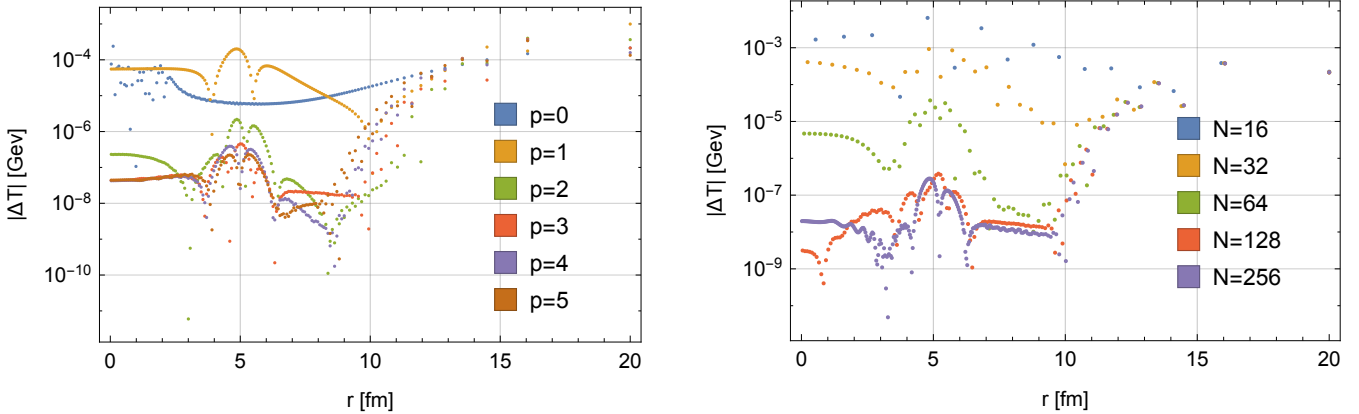 |ΔT| [Gev]
10⁻⁴
10⁻⁶
10⁻⁸
10⁻¹⁰
p=0
p=1
p=2
p=3
p=4
p=5
0 5 10 15 20
r [fm]
|ΔT| [Gev]
10⁻³
10⁻⁵
10⁻⁷
10⁻⁹
N=16
N=32
N=64
N=128
N=256
0 5 10 15 20
r [fm]